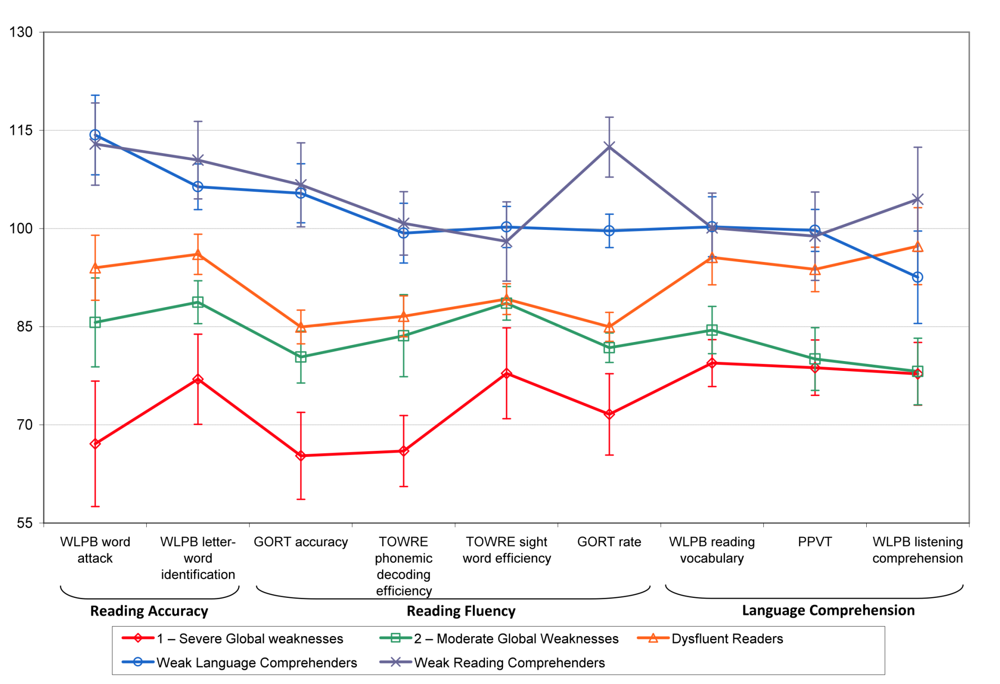 130
115
100
85
70
55
WLPB word
attack
WLPB letter-
word
identification
GORT accuracy
TOWRE
phonemic
decoding
efficiency
TOWRE sight
word efficiency
GORT rate
WLPB reading
vocabulary
PPVT
WLPB listening
comprehension
Reading Accuracy
Reading Fluency
Language Comprehension
1 – Severe Global weaknesses
2 – Moderate Global Weaknesses
Dysfluent Readers
Weak Language Comprehenders
Weak Reading Comprehenders